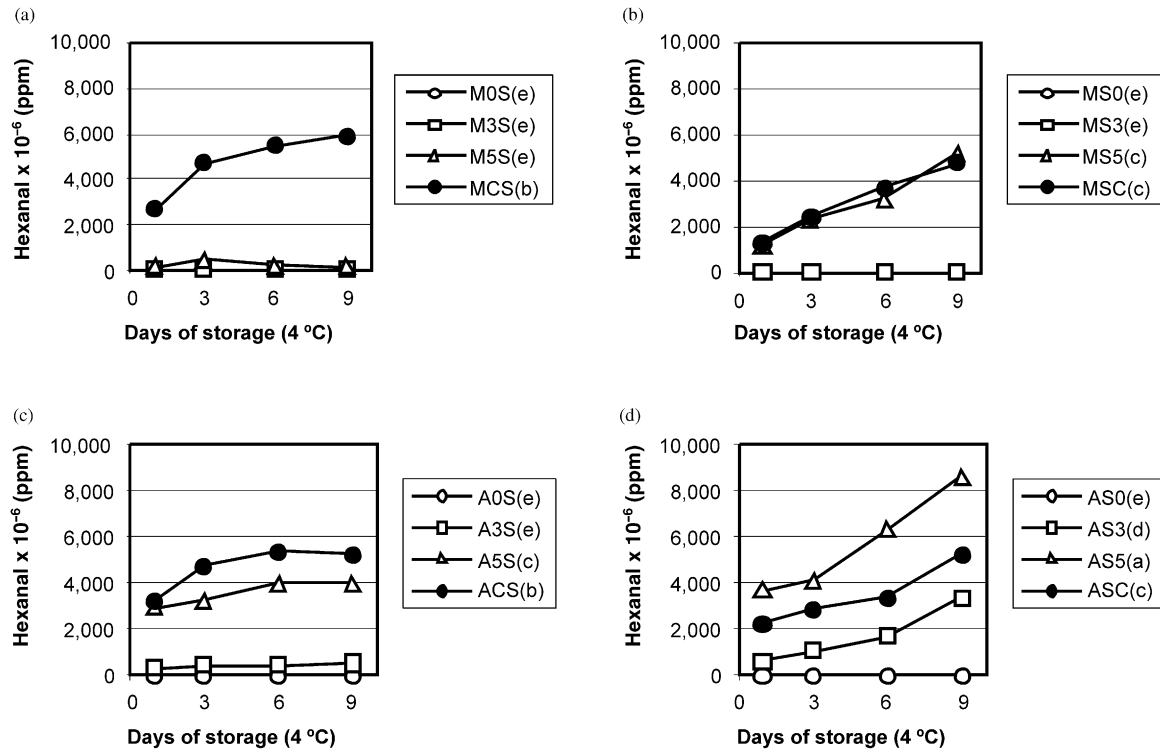 (a)
10,000
8,000
6,000
4,000
2,000
0
Hexanal x 10⁻⁶ (ppm)
0 3 6 9
Days of storage (4 ºC)
M0S(e)
M3S(e)
M5S(e)
MCS(b)
(b)
10,000
8,000
6,000
4,000
2,000
0
Hexanal x 10⁻⁶ (ppm)
0 3 6 9
Days of storage (4 ºC)
MS0(e)
MS3(e)
MS5(c)
MSC(c)
(c)
10,000
8,000
6,000
4,000
2,000
0
Hexanal x 10⁻⁶ (ppm)
0 3 6 9
Days of storage (4 ºC)
A0S(e)
A3S(e)
A5S(c)
ACS(b)
(d)
10,000
8,000
6,000
4,000
2,000
0
Hexanal x 10⁻⁶ (ppm)
0 3 6 9
Days of storage (4 ºC)
AS0(e)
AS3(d)
AS5(a)
ASC(c)